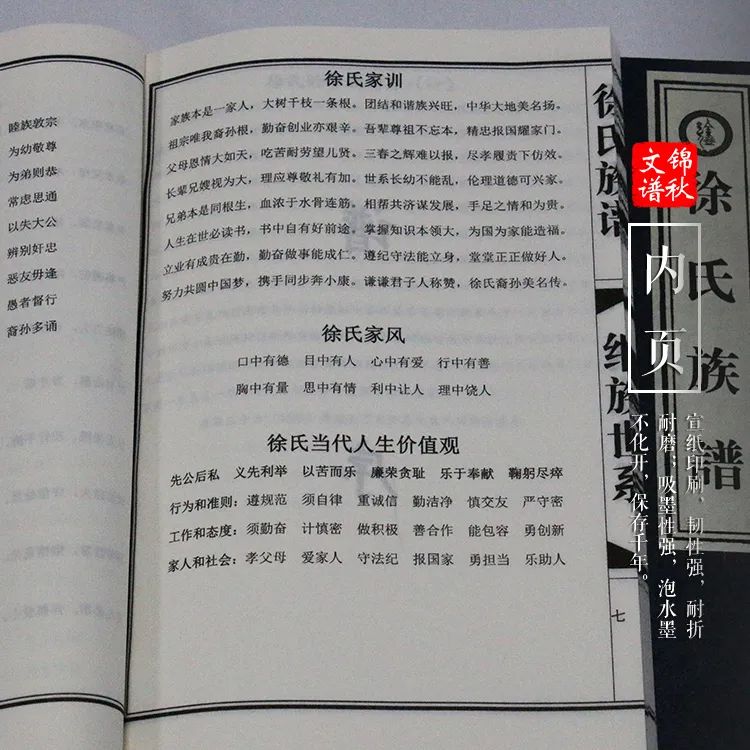 睦族敦宗
为幼敬尊
为弟则恭
常虑思通
以失大公
辨别奸忠
恶友毋逢
愚者督行
裔孙多诵
徐氏家训
家族本是一家人，大树千枝一条根。团结和谐族兴旺，中华大地美名扬。
祖宗唯我裔孙根，勤奋创业亦艰辛。吾辈尊祖不忘本，精忠报国耀家门。
父母恩情大如天，吃苦耐劳望儿贤。三春之辉难以报，尽孝履责下仿效。
长辈兄嫂视为大，理应尊敬礼有加。世系长幼不能乱，伦理道德可兴家。
兄弟本是同根生，血浓于水骨连筋。相帮共济谋发展，手足之情和为贵。
人生在世必读书，书中自有好前途。掌握知识本领大，为国为家能造福。
立业有成贵在勤，勤奋做事能成仁。遵纪守法能立身，堂堂正正做好人。
努力共圆中国梦，携手同步奔小康。谦谦君子人称赞，徐氏裔孙美名传。
徐氏家风
口中有德 目中有人 心中有爱 行中有善
胸中有量 思中有情 利中让人 理中饶人
徐氏当代人生价值观
先公后私 义先利举 以苦而乐 廉荣贪耻 乐于奉献 鞠躬尽瘁
行为和准则：遵规范 须自律 重诚信 勤洁净 慎交友 严守密
工作和态度：须勤奋 计慎密 做积极 善合作 能包容 勇创新
家人和社会：孝父母 爱家人 守法纪 报国家 勇担当 乐助人
徐氏族谱
继族世系
七
锦秋
文谱
徐氏族譜
内页
宣纸印刷，韧性强，耐折
耐磨；吸墨性强，泡水墨
不化开，保存千年。